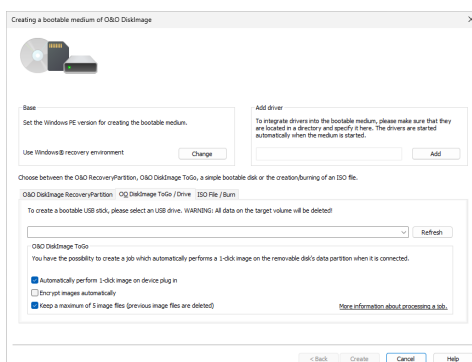 Creating a bootable medium of O&O DiskImage
Base
Set the Windows PE version for creating the bootable medium.
Use Windows® recovery environment
Change
Add driver
To integrate drivers into the bootable medium, please make sure that they
are located in a directory and specify it here. The drivers are started
automatically when the medium is started.
Add
Choose between the O&O RecoveryPartition, O&O DiskImage ToGo, a simple bootable disk or the creation/burning of an ISO file.
O&O DiskImage RecoveryPartition
OO DiskImage ToGo / Drive
ISO File / Burn
To create a bootable USB stick, please select an USB drive. WARNING: All data on the target volume will be deleted!
Refresh
O&O DiskImage ToGo
You have the possibility to create a job which automatically performs a 1-click image on the removable disk's data partition when it is connected.
Automatically perform 1-click image on device plug in
Encrypt images automatically
Keep a maximum of 5 image files (previous image files are deleted)
More information about processing a job.
< Back
Create
Cancel
Help